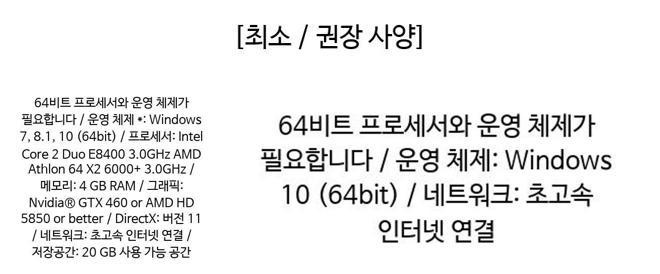 [최소 / 권장 사양]
64비트 프로세서와 운영 체제가
필요합니다 / 운영 체제 *: Windows
7, 8.1, 10 (64bit) / 프로세서: Intel
Core 2 Duo E8400 3.0GHz AMD
Athlon 64 X2 6000+ 3.0GHz /
메모리: 4 GB RAM / 그래픽:
Nvidia® GTX 460 or AMD HD
5850 or better / DirectX: 버전 11
/ 네트워크: 초고속 인터넷 연결 /
저장공간: 20 GB 사용 가능 공간
64비트 프로세서와 운영 체제가
필요합니다 / 운영 체제: Windows
10 (64bit) / 네트워크: 초고속
인터넷 연결